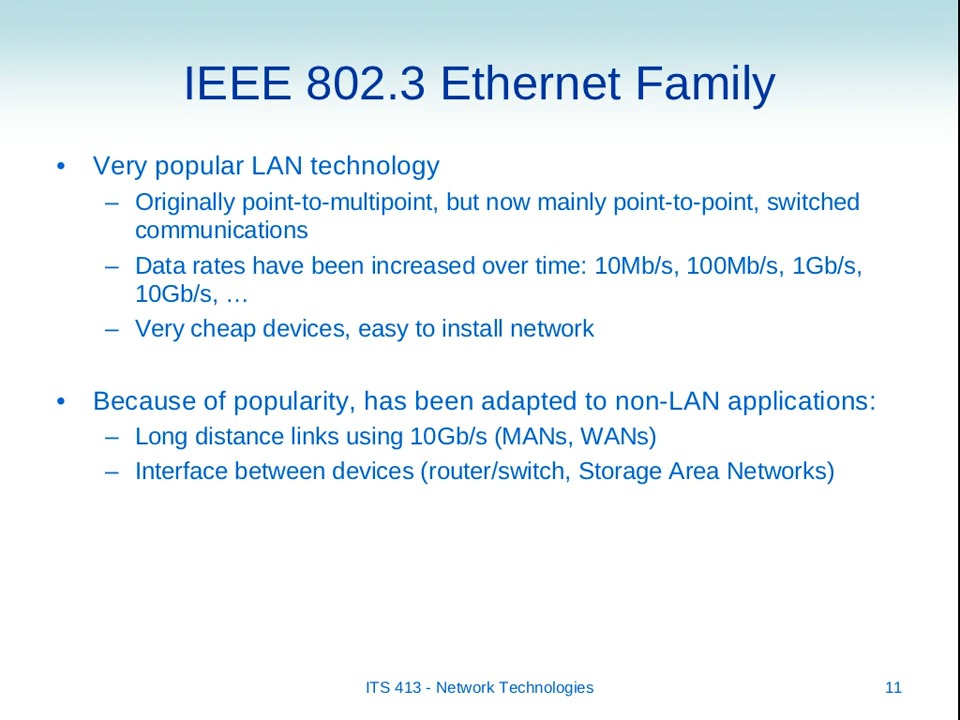 IEEE 802.3 Ethernet Family
• Very popular LAN technology
– Originally point-to-multipoint, but now mainly point-to-point, switched
communications
– Data rates have been increased over time: 10Mb/s, 100Mb/s, 1Gb/s,
10Gb/s, …
– Very cheap devices, easy to install network
• Because of popularity, has been adapted to non-LAN applications:
– Long distance links using 10Gb/s (MANs, WANs)
– Interface between devices (router/switch, Storage Area Networks)
ITS 413 - Network Technologies
11